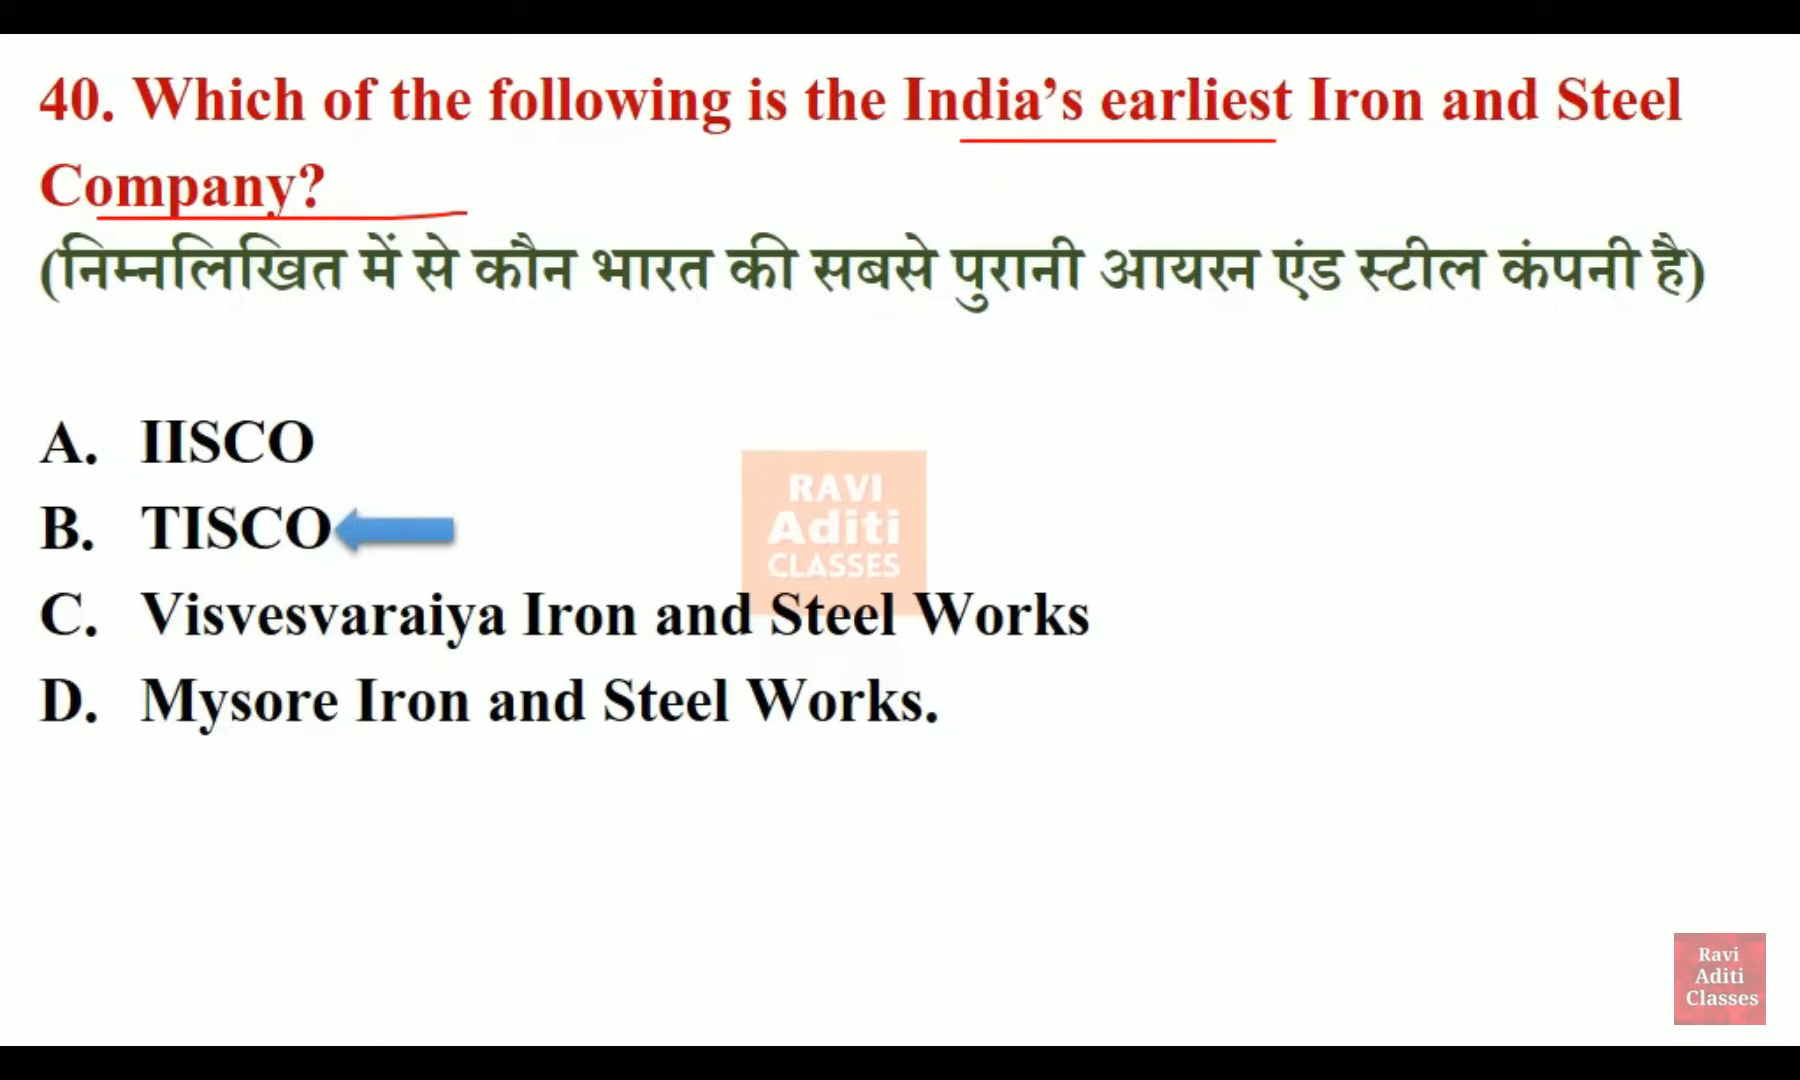 40. Which of the following is the India’s earliest Iron and Steel
Company?
(निम्नलिखित में से कौन भारत की सबसे पुरानी आयरन एंड स्टील कंपनी है)
A. IISCO
B. TISCO
RAVI
Aditi
CLASSES
C. Visvesvaraiya Iron and Steel Works
D. Mysore Iron and Steel Works.
Ravi
Aditi
Classes